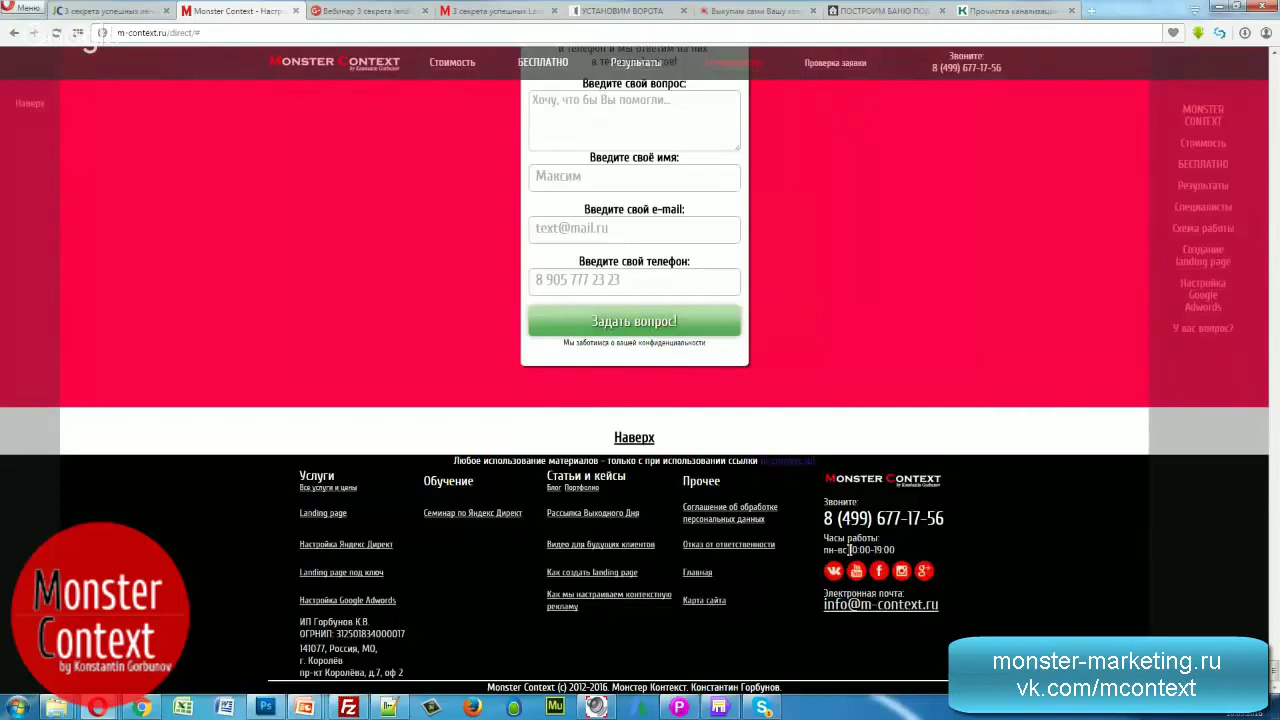 Меню
Monster Context - Настр
Вебинар 3 секрета landi
3 секрета успешных Lan
УСТАНОВИМ ВОРОТА
Выкупим сами Вашу кв
ПОСТРОИМ БАНЮ ПОД
Прочистка канализаци
m-context.ru/direct/#
MONSTER CONTEXT
by Konstantin Gorbunov
Стоимость
БЕСПЛАТНО
Результаты
Проверка заявки
Звоните:
8 (499) 677-17-56
Наверх
Введите свой вопрос:
Хочу, что бы Вы помогли...
Введите своё имя:
Максим
Введите свой e-mail:
text@mail.ru
Введите свой телефон:
8 905 777 23 23
Задать вопрос!
Мы заботимся о вашей конфиденциальности
MONSTER
CONTEXT
Стоимость
БЕСПЛАТНО
Результаты
Специалисты
Схема работы
Создание
landing page
Настройка
Google
Adwords
У вас вопрос?
Наверх
Любое использование материалов - только с при использовании ссылки
Услуги
Все услуги и цены
Landing page
Настройка Яндекс Директ
Landing page под ключ
Настройка Google Adwords
ИП Горбунов К.В.
ОГРНИП: 312501834000017
141077, Россия, МО,
г. Королёв
пр-кт Королёва, д.7, оф 2
Обучение
Семинар по Яндекс Директ
Статьи и кейсы
Блог Портфолио
Рассылка Выходного Дня
Видео для будущих клиентов
Как создать landing page
Как мы настраиваем контекстную
рекламу
Прочее
Соглашение об обработке
персональных данных
Отказ от ответственности
Главная
Карта сайта
MONSTER CONTEXT
by Konstantin Gorbunov
Звоните:
8 (499) 677-17-56
Часы работы:
пн-вс 10:00-19:00
Электронная почта:
info@m-context.ru
Monster Context (c) 2012-2016. Монстер Контекст. Константин Горбунов.
Monster
Context
by Konstantin Gorbunov
monster-marketing.ru
vk.com/mcontext